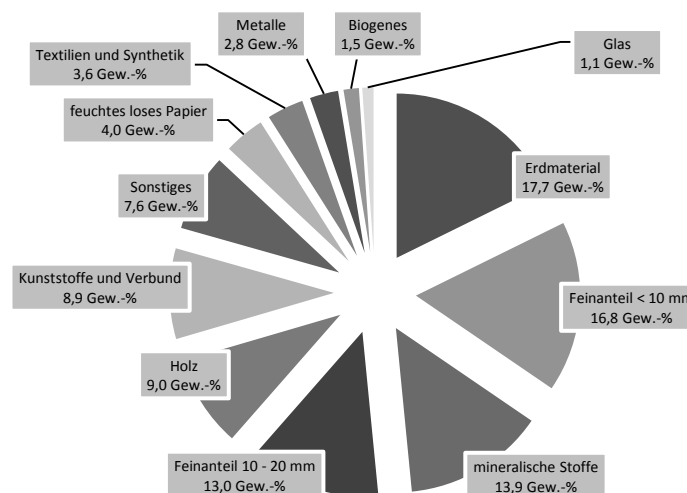 Metalle
2,8 Gew.-%
Biogenes
1,5 Gew.-%
Glas
1,1 Gew.-%
Textilien und Synthetik
3,6 Gew.-%
feuchtes loses Papier
4,0 Gew.-%
Erdmaterial
17,7 Gew.-%
Sonstiges
7,6 Gew.-%
Kunststoffe und Verbund
8,9 Gew.-%
Feinanteil < 10 mm
16,8 Gew.-%
Holz
9,0 Gew.-%
Feinanteil 10 - 20 mm
13,0 Gew.-%
mineralische Stoffe
13,9 Gew.-%